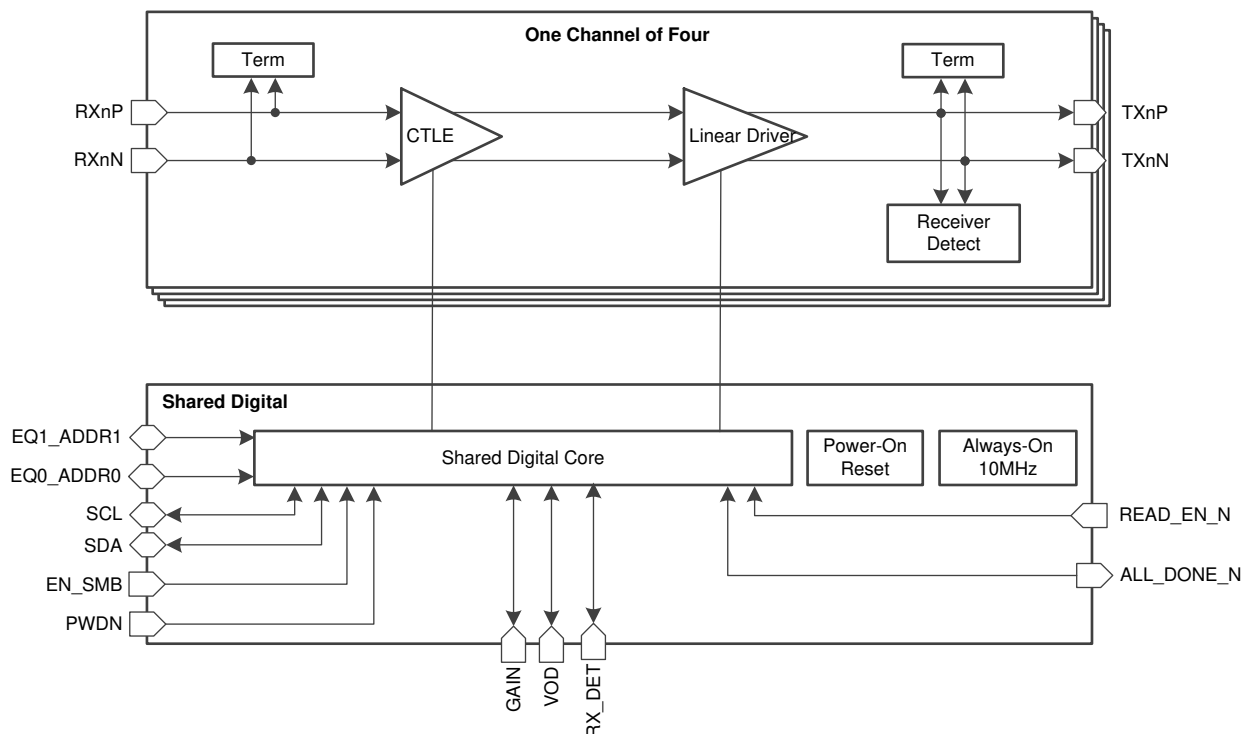 One Channel of Four
Term
Term
RXnP
RXnN
CTLE
Linear Driver
TXnP
TXnN
Receiver
Detect
Shared Digital
EQ1_ADDR1
EQ0_ADDR0
SCL
SDA
EN_SMB
PWDN
Shared Digital Core
Power-On
Reset
Always-On
10MHz
READ_EN_N
ALL_DONE_N
GAIN
VOD
RX_DET